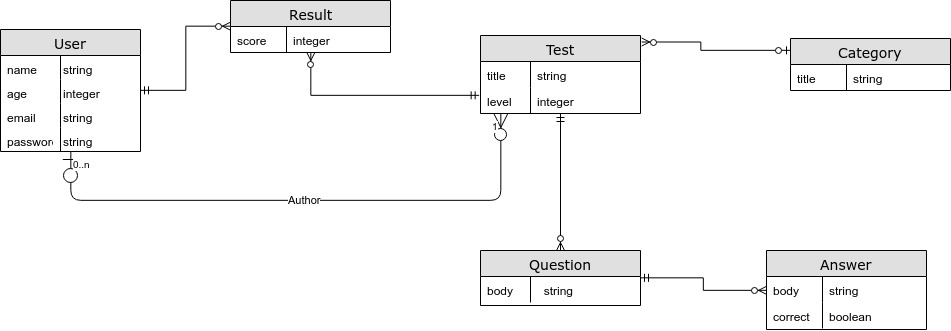 Result
score integer
User
name string
age integer
email string
passworc string
Test
title string
level integer
Category
title string
1
0..n
Author
Question
body string
Answer
body string
correct boolean